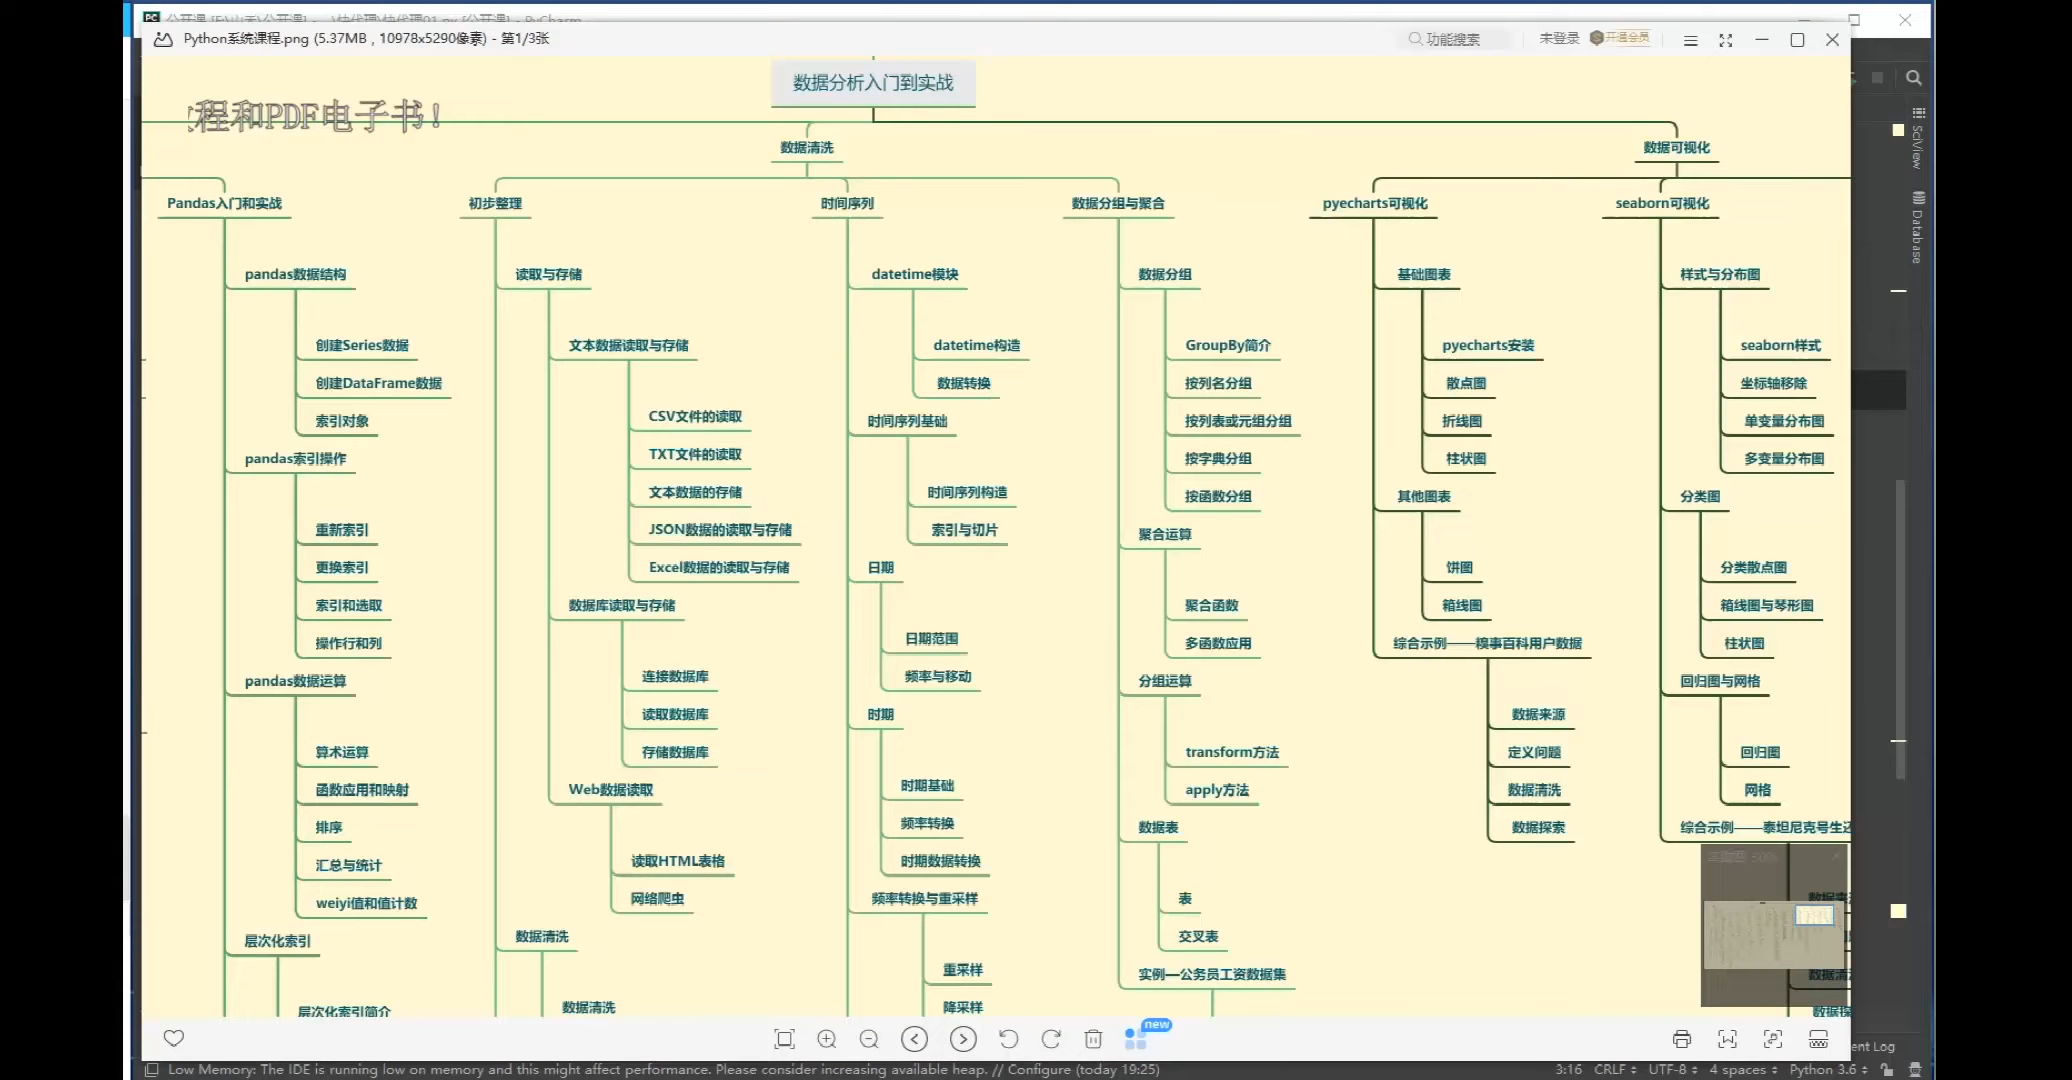 Python系统课程.png (5.37MB , 10978x5290像素) - 第1/3张
功能搜索
未登录
开通会员
数据分析入门到实战
程和PDF电子书！
数据清洗
数据可视化
Pandas入门和实战
初步整理
时间序列
数据分组与聚合
pyecharts可视化
seaborn可视化
pandas数据结构
创建Series数据
创建DataFrame数据
索引对象
pandas索引操作
重新索引
更换索引
索引和选取
操作行和列
pandas数据运算
算术运算
函数应用和映射
排序
汇总与统计
weiyi值和值计数
层次化索引
层次化索引简介
读取与存储
文本数据读取与存储
CSV文件的读取
TXT文件的读取
文本数据的存储
JSON数据的读取与存储
Excel数据的读取与存储
数据库读取与存储
连接数据库
读取数据库
存储数据库
Web数据读取
读取HTML表格
网络爬虫
数据清洗
数据清洗
datetime模块
datetime构造
数据转换
时间序列基础
时间序列构造
索引与切片
日期
日期范围
频率与移动
时期
时期基础
频率转换
时期数据转换
频率转换与重采样
重采样
降采样
数据分组
GroupBy简介
按列名分组
按列表或元组分组
按字典分组
按函数分组
聚合运算
聚合函数
多函数应用
分组运算
transform方法
apply方法
数据表
表
交叉表
实例—公务员工资数据集
基础图表
pyecharts安装
散点图
折线图
柱状图
其他图表
饼图
箱线图
综合示例——糗事百科用户数据
数据来源
定义问题
数据清洗
数据探索
样式与分布图
seaborn样式
坐标轴移除
单变量分布图
多变量分布图
分类图
分类散点图
箱线图与琴形图
柱状图
回归图与网格
回归图
网格
综合示例——泰坦尼克号生还
SciView
Database
new
ent Log
Low Memory: The IDE is running low on memory and this might affect performance. Please consider increasing available heap. // Configure (today 19:25)
3:16 CRLF UTF-8 4 spaces Python 3.6